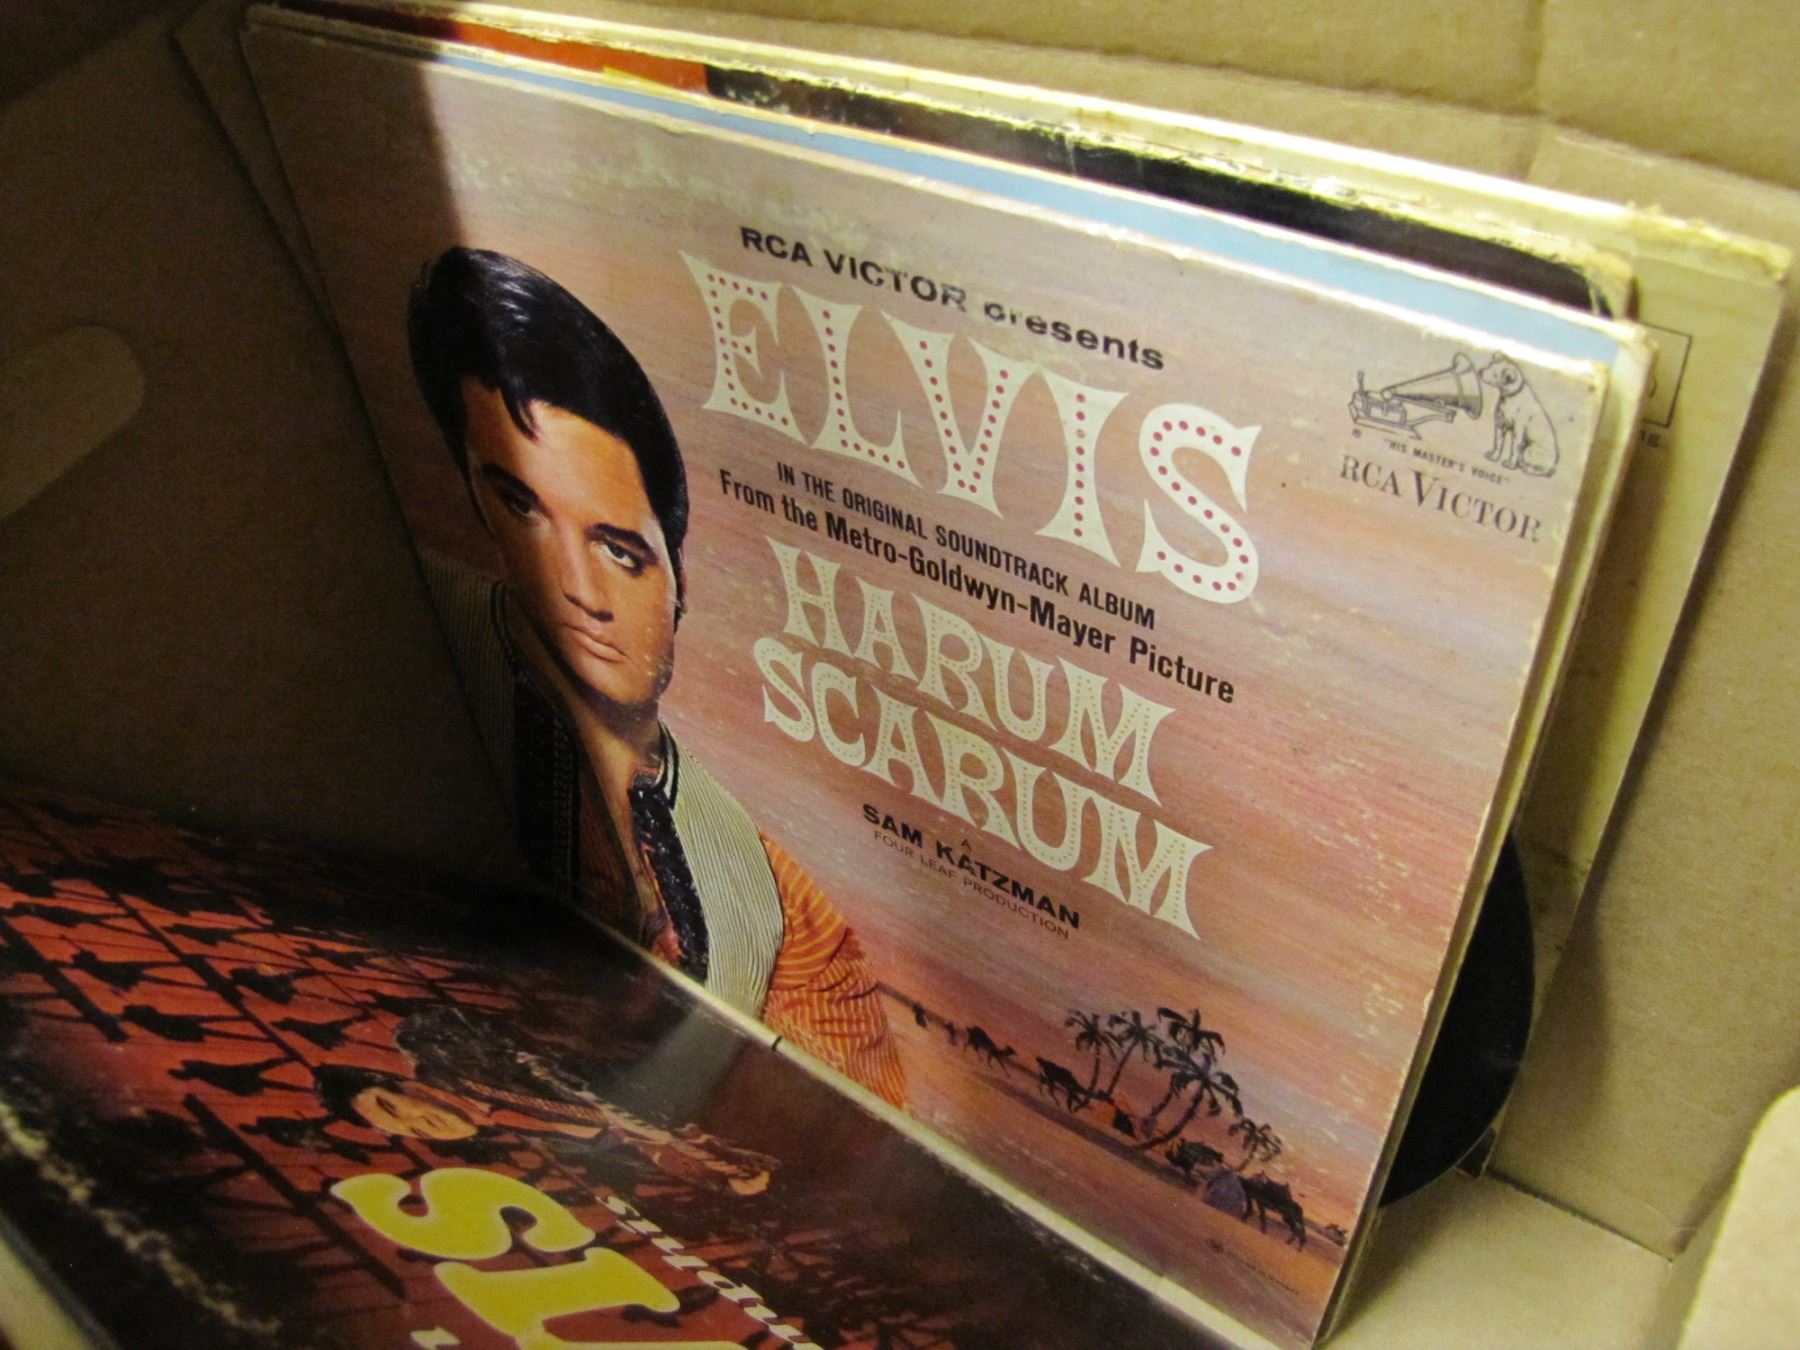 RCA VICTOR presents
ELVIS
IN THE ORIGINAL SOUNDTRACK ALBUM
From the Metro-Goldwyn-Mayer Picture
HARUM
SCARUM
SAM KATZMAN
A
FOUR LEAF PRODUCTION
"HIS MASTER'S VOICE"
RCA VICTOR